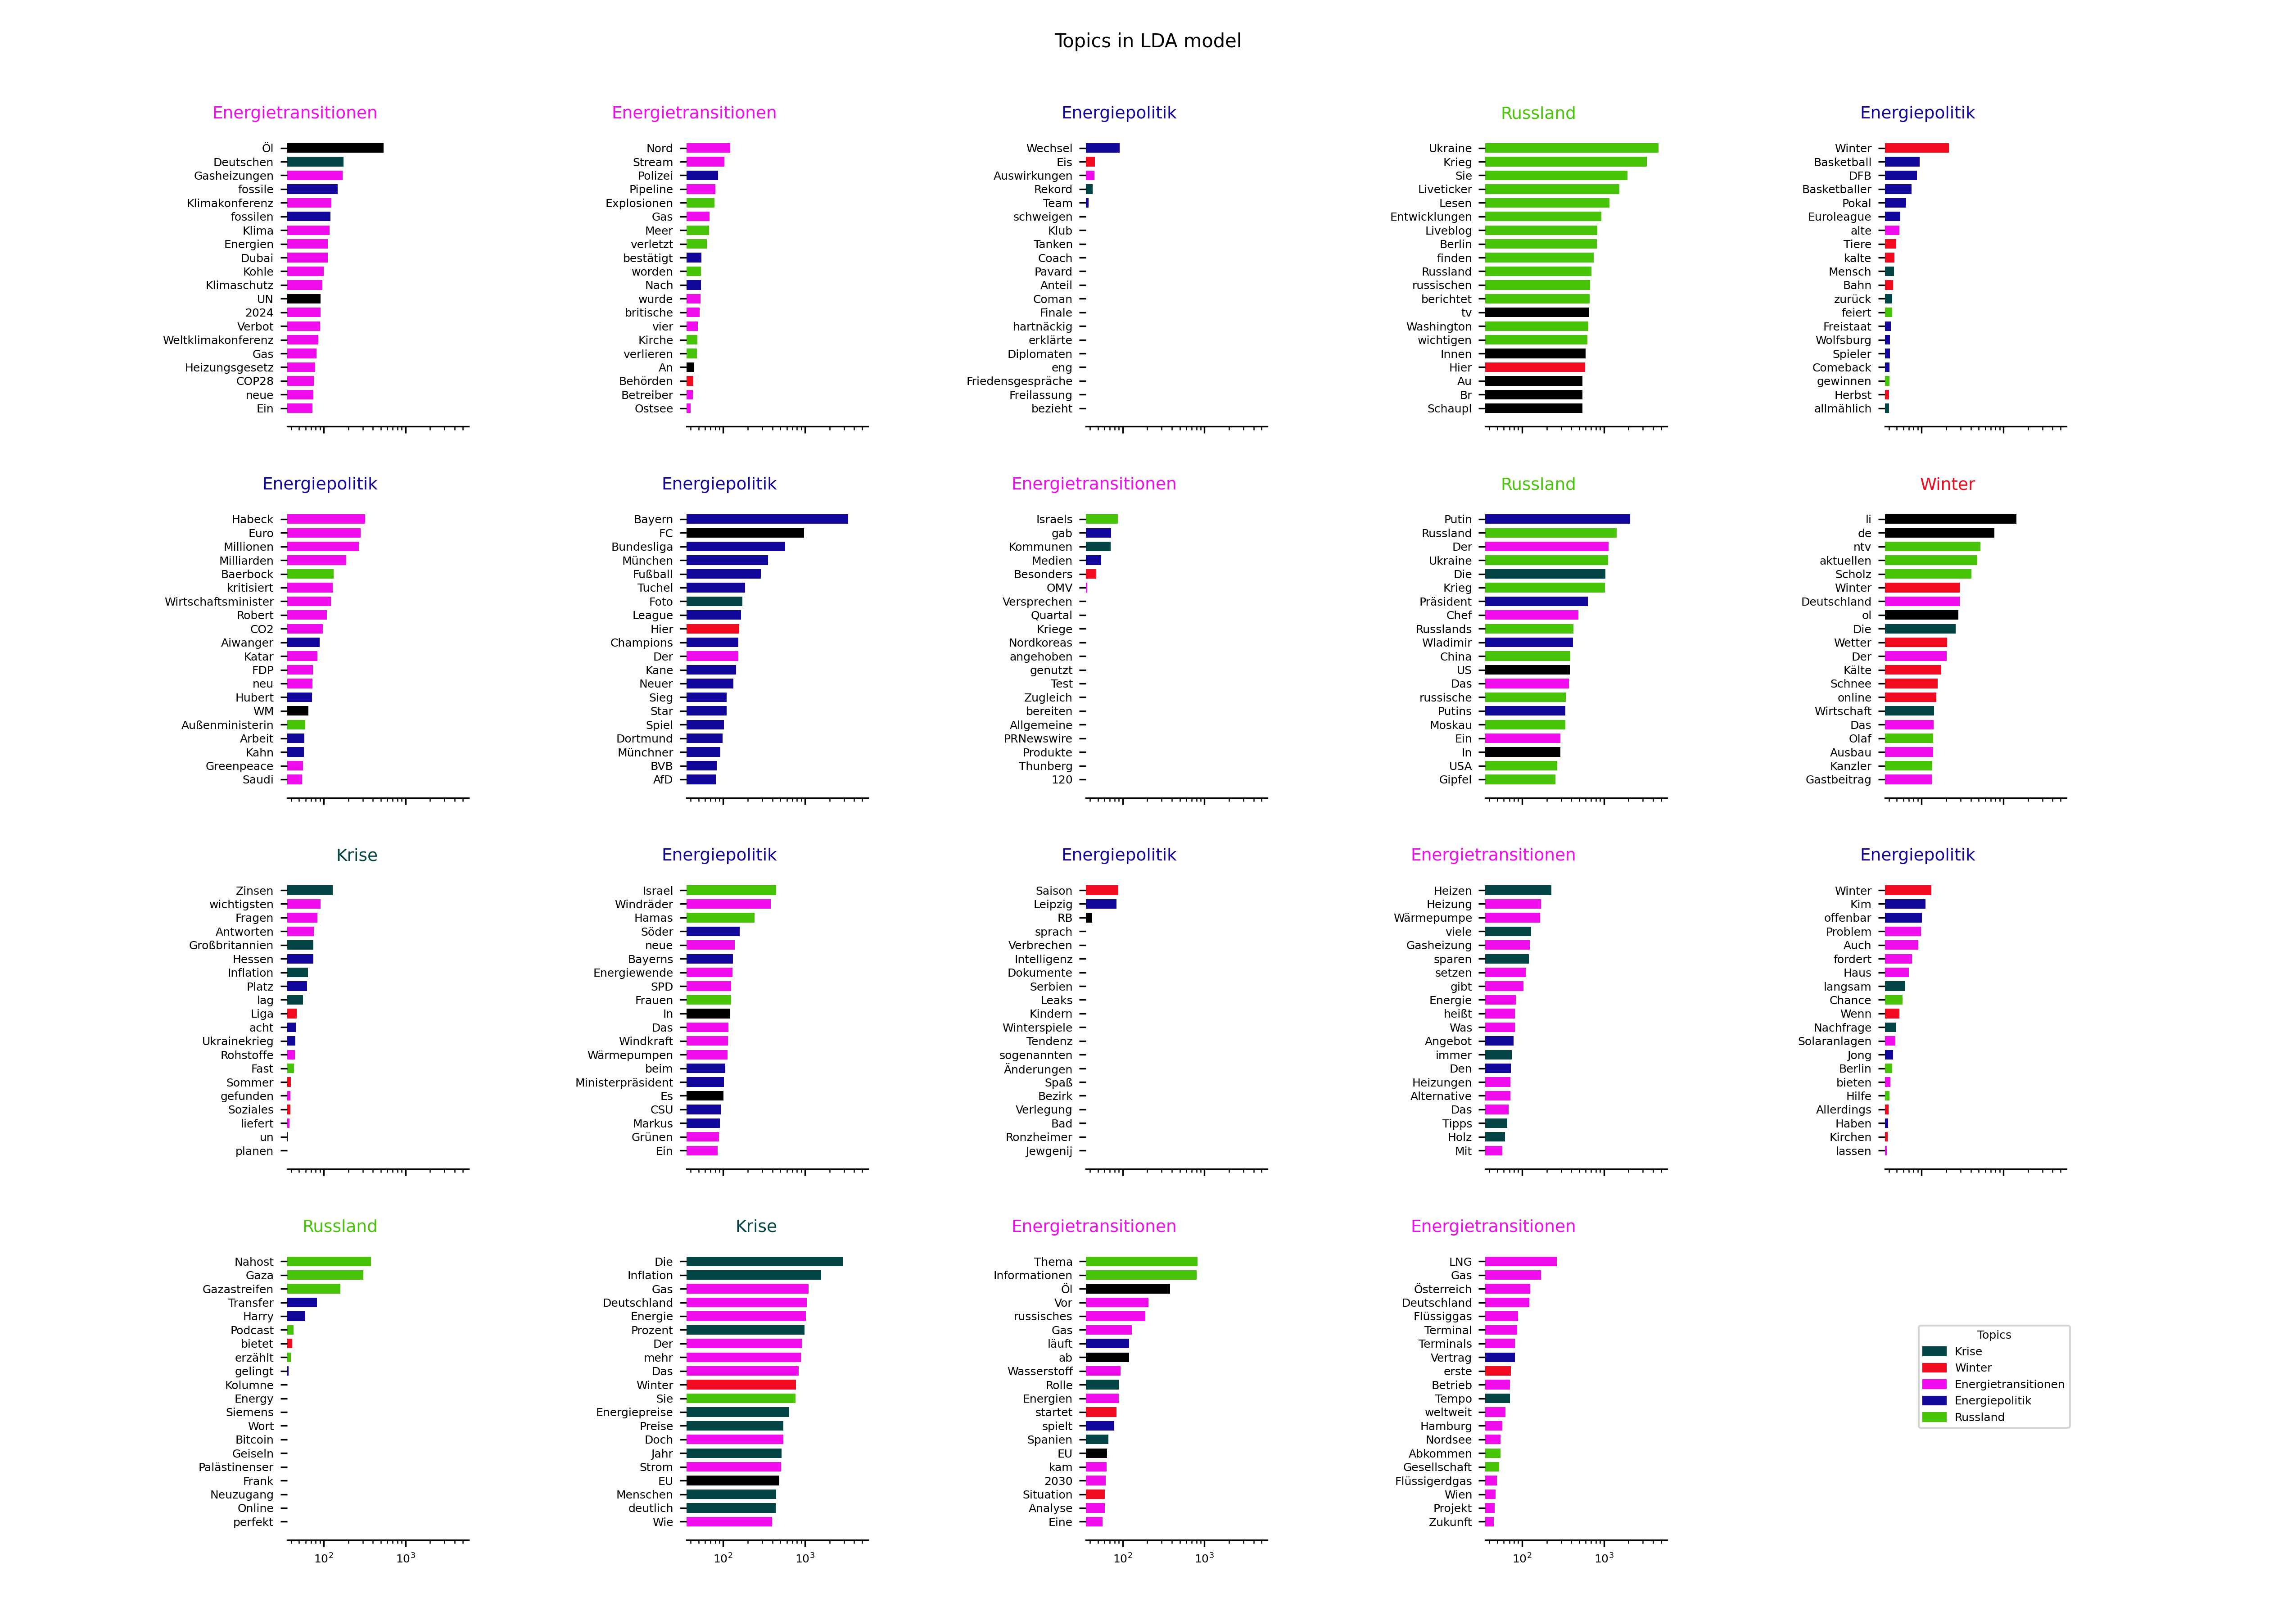 Topics in LDA model
Energietransitionen
Öl
Deutschen
Gasheizungen
fossile
Klimakonferenz
fossilen
Klima
Energien
Dubai
Kohle
Klimaschutz
UN
2024
Verbot
Weltklimakonferenz
Gas
Heizungsgesetz
COP28
neue
Ein
Energietransitionen
Nord
Stream
Polizei
Pipeline
Explosionen
Gas
Meer
verletzt
bestätigt
worden
Nach
wurde
britische
vier
Kirche
verlieren
An
Behörden
Betreiber
Ostsee
Energiepolitik
Wechsel
Eis
Auswirkungen
Rekord
Team
schweigen
Klub
Tanken
Coach
Pavard
Anteil
Coman
Finale
hartnäckig
erklärte
Diplomaten
eng
Friedensgespräche
Freilassung
bezieht
Russland
Ukraine
Krieg
Sie
Liveticker
Lesen
Entwicklungen
Liveblog
Berlin
finden
Russland
russischen
berichtet
tv
Washington
wichtigen
Innen
Hier
Au
Br
Schaupl
Energiepolitik
Winter
Basketball
DFB
Basketballer
Pokal
Euroleague
alte
Tiere
kalte
Mensch
Bahn
zurück
feiert
Freistaat
Wolfsburg
Spieler
Comeback
gewinnen
Herbst
allmählich
Energiepolitik
Habeck
Euro
Millionen
Milliarden
Baerbock
kritisiert
Wirtschaftsminister
Robert
CO2
Aiwanger
Katar
FDP
neu
Hubert
WM
Außenministerin
Arbeit
Kahn
Greenpeace
Saudi
Energiepolitik
Bayern
FC
Bundesliga
München
Fußball
Tuchel
Foto
League
Hier
Champions
Der
Kane
Neuer
Sieg
Star
Spiel
Dortmund
Münchner
BVB
AfD
Energietransitionen
Israels
gab
Kommunen
Medien
Besonders
OMV
Versprechen
Quartal
Kriege
Nordkoreas
angehoben
genutzt
Test
Zugleich
bereiten
Allgemeine
PRNewswire
Produkte
Thunberg
120
Russland
Putin
Russland
Der
Ukraine
Die
Krieg
Präsident
Chef
Russlands
Wladimir
China
US
Das
russische
Putins
Moskau
Ein
In
USA
Gipfel
Winter
li
de
ntv
aktuellen
Scholz
Winter
Deutschland
ol
Die
Wetter
Der
Kälte
Schnee
online
Wirtschaft
Das
Olaf
Ausbau
Kanzler
Gastbeitrag
Krise
Zinsen
wichtigsten
Fragen
Antworten
Großbritannien
Hessen
Inflation
Platz
lag
Liga
acht
Ukrainekrieg
Rohstoffe
Fast
Sommer
gefunden
Soziales
liefert
un
planen
Energiepolitik
Israel
Windräder
Hamas
Söder
neue
Bayerns
Energiewende
SPD
Frauen
In
Das
Windkraft
Wärmepumpen
beim
Ministerpräsident
Es
CSU
Markus
Grünen
Ein
Energiepolitik
Saison
Leipzig
RB
sprach
Verbrechen
Intelligenz
Dokumente
Serbien
Leaks
Kindern
Winterspiele
Tendenz
sogenannten
Änderungen
Spaß
Bezirk
Verlegung
Bad
Ronzheimer
Jewgenij
Energietransitionen
Heizen
Heizung
Wärmepumpe
viele
Gasheizung
sparen
setzen
gibt
Energie
heißt
Was
Angebot
immer
Den
Heizungen
Alternative
Das
Tipps
Holz
Mit
Energiepolitik
Winter
Kim
offenbar
Problem
Auch
fordert
Haus
langsam
Chance
Wenn
Nachfrage
Solaranlagen
Jong
Berlin
bieten
Hilfe
Allerdings
Haben
Kirchen
lassen
Russland
Nahost
Gaza
Gazastreifen
Transfer
Harry
Podcast
bietet
erzählt
gelingt
Kolumne
Energy
Siemens
Wort
Bitcoin
Geiseln
Palästinenser
Frank
Neuzugang
Online
perfekt
10² 10³
Krise
Die
Inflation
Gas
Deutschland
Energie
Prozent
Der
mehr
Das
Winter
Sie
Energiepreise
Preise
Doch
Jahr
Strom
EU
Menschen
deutlich
Wie
10² 10³
Energietransitionen
Thema
Informationen
Öl
Vor
russisches
Gas
läuft
ab
Wasserstoff
Rolle
Energien
startet
spielt
Spanien
EU
kam
2030
Situation
Analyse
Eine
10² 10³
Energietransitionen
LNG
Gas
Österreich
Deutschland
Flüssiggas
Terminal
Terminals
Vertrag
erste
Betrieb
Tempo
weltweit
Hamburg
Nordsee
Abkommen
Gesellschaft
Flüssigerdgas
Wien
Projekt
Zukunft
10² 10³
Topics
Krise
Winter
Energietransitionen
Energiepolitik
Russland